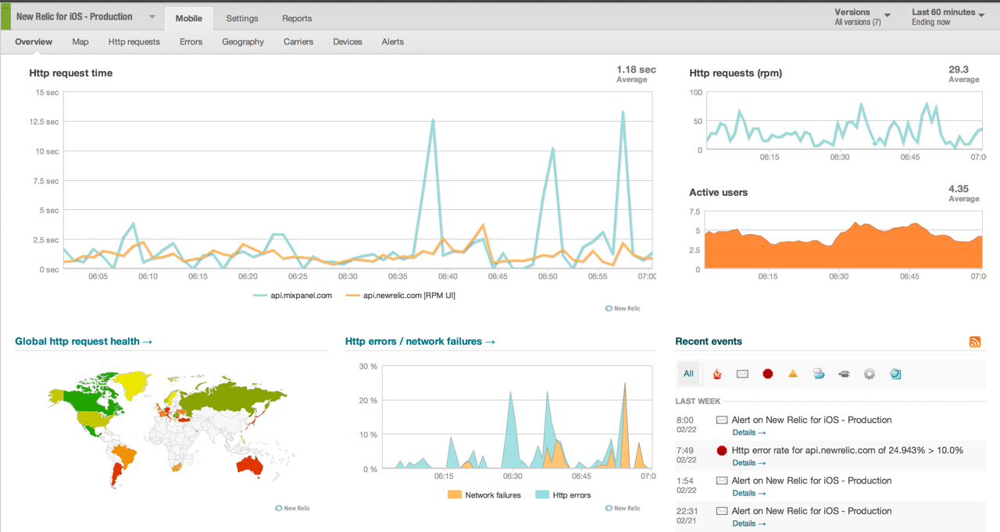 New Relic for iOS - Production
Mobile
Settings
Reports
Versions
All versions (7)
Last 60 minutes
Ending now
Overview
Map
Http requests
Errors
Geography
Carriers
Devices
Alerts
Http request time
1.18 sec
Average
15 sec
12.5 sec
10 sec
7.5 sec
5 sec
2.5 sec
0 sec
06:05
06:10
06:15
06:20
06:25
06:30
06:35
06:40
06:45
06:50
06:55
07:00
api.mixpanel.com
api.newrelic.com [RPM UI]
New Relic
Http requests (rpm)
29.3
Average
100
50
0
06:15
06:30
06:45
07:0
Active users
4.35
Average
7.5
5
2.5
0
06:15
06:30
06:45
07:0
Global http request health →
New Relic
Http errors / network failures →
30 %
20 %
10 %
0 %
06:15
06:30
06:45
07:0
Network failures
Http errors
New Relic
Recent events
All
LAST WEEK
8:00
02/22
Alert on New Relic for iOS - Production
Details →
7:49
02/22
Http error rate for api.newrelic.com of 24.943% > 10.0%
Details →
1:54
02/22
Alert on New Relic for iOS - Production
Details →
22:31
02/21
Alert on New Relic for iOS - Production
Details →